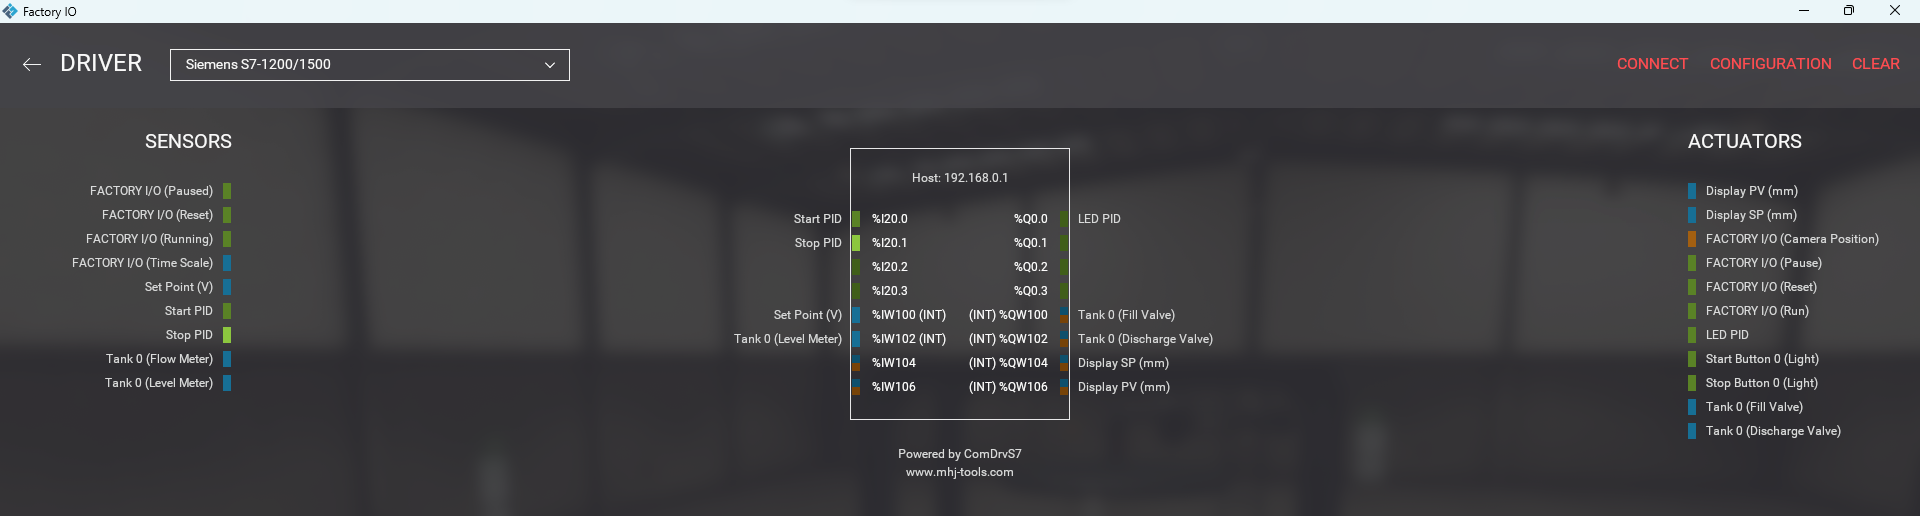 Factory IO
DRIVER
Siemens S7-1200/1500
CONNECT
CONFIGURATION
CLEAR
SENSORS
FACTORY I/O (Paused)
FACTORY I/O (Reset)
FACTORY I/O (Running)
FACTORY I/O (Time Scale)
Set Point (V)
Start PID
Stop PID
Tank 0 (Flow Meter)
Tank 0 (Level Meter)
Host: 192.168.0.1
Start PID %I20.0 %Q0.0 LED PID
Stop PID %I20.1 %Q0.1
%I20.2 %Q0.2
%I20.3 %Q0.3
Set Point (V) %IW100 (INT) (INT) %QW100 Tank 0 (Fill Valve)
Tank 0 (Level Meter) %IW102 (INT) (INT) %QW102 Tank 0 (Discharge Valve)
%IW104 (INT) %QW104 Display SP (mm)
%IW106 (INT) %QW106 Display PV (mm)
Powered by ComDrvS7
www.mhj-tools.com
ACTUATORS
Display PV (mm)
Display SP (mm)
FACTORY I/O (Camera Position)
FACTORY I/O (Pause)
FACTORY I/O (Reset)
FACTORY I/O (Run)
LED PID
Start Button 0 (Light)
Stop Button 0 (Light)
Tank 0 (Fill Valve)
Tank 0 (Discharge Valve)